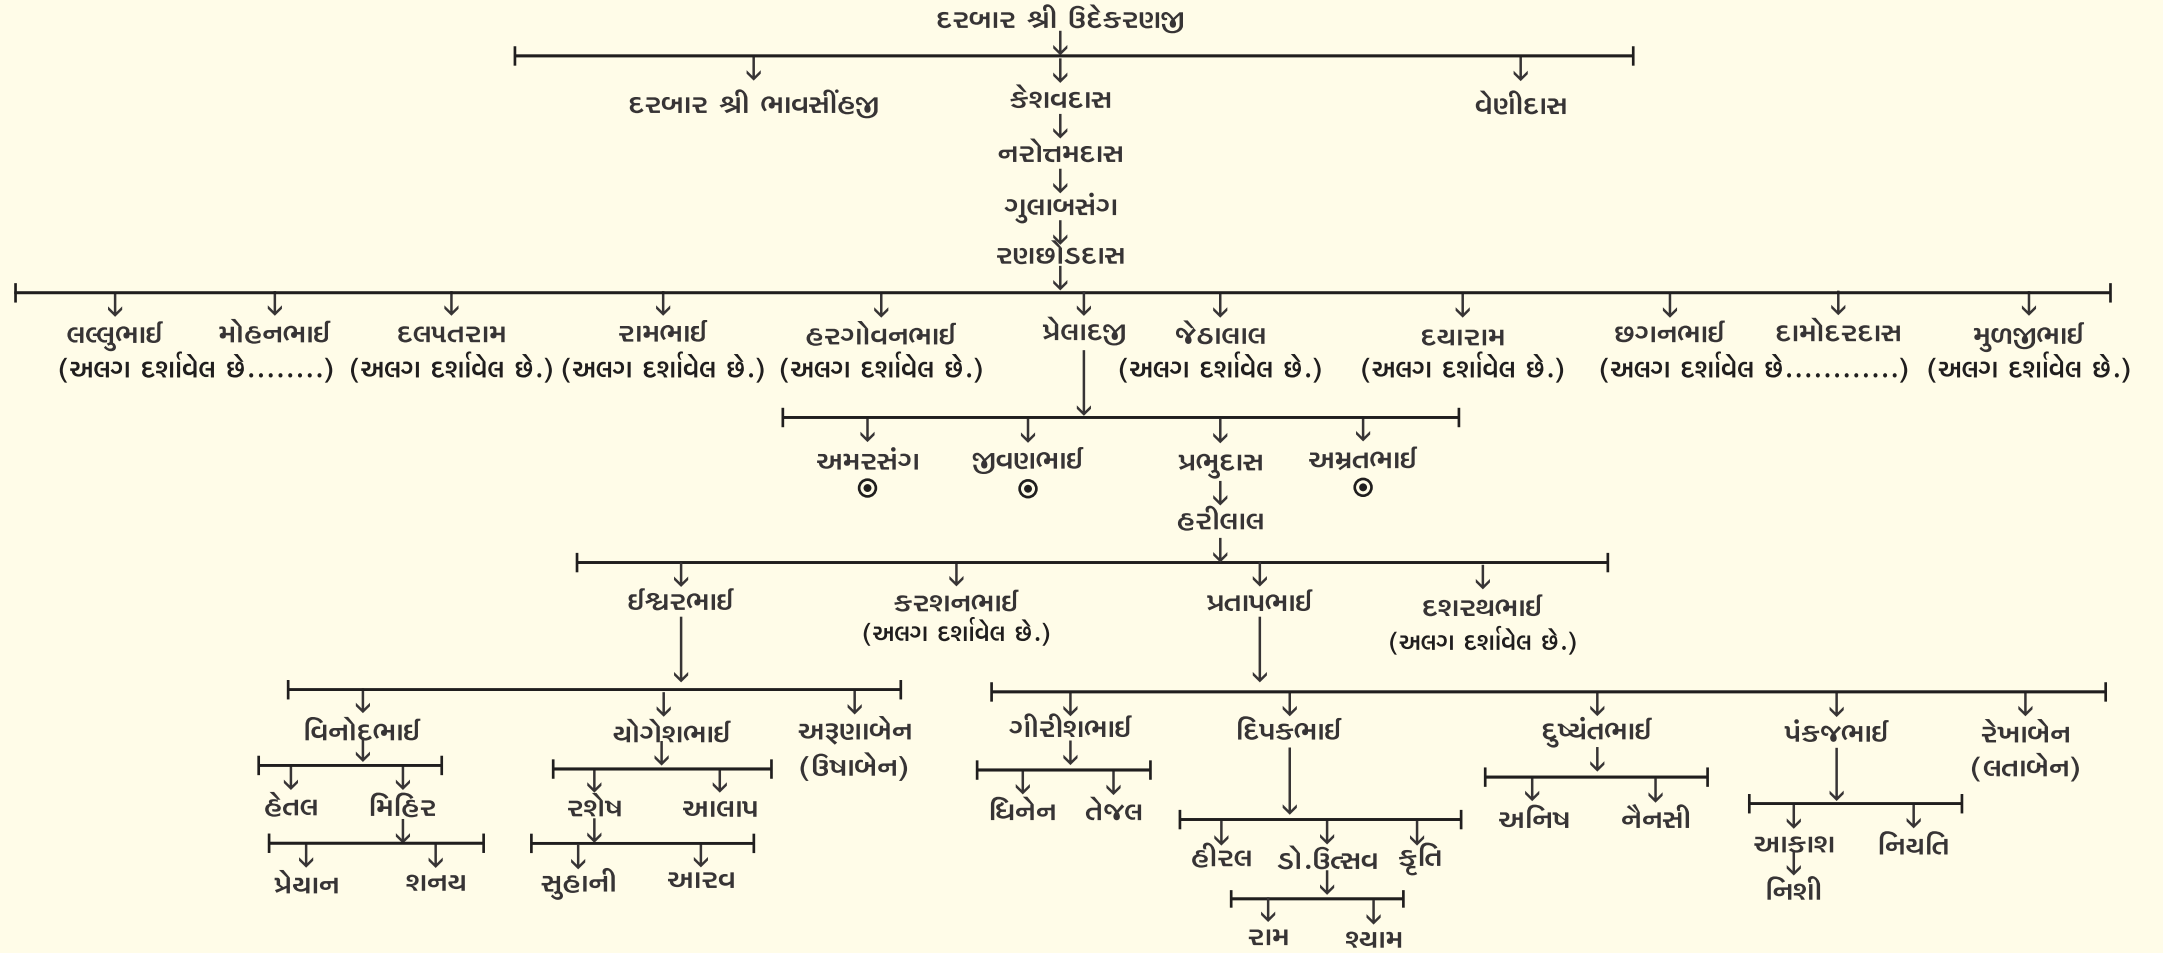 દરબાર શ્રી ઉદેકરણજી
દરબાર શ્રી ભાવસીંહજી કેશવદાસ વેણીદાસ
નરોત્તમદાસ
ગુલાબસંગ
રણછોડદાસ
લલ્લુભાઈ મોહનભાઈ દલપતરામ રામભાઈ હરગોવનભાઈ પ્રેલાદજી જેઠાલાલ દયારામ છગનભાઈ દામોદરદાસ મુળજીભાઈ
(અલગ દર્શાવેલ છે........) (અલગ દર્શાવેલ છે.) (અલગ દર્શાવેલ છે.) (અલગ દર્શાવેલ છે.) (અલગ દર્શાવેલ છે.) (અલગ દર્શાવેલ છે.) (અલગ દર્શાવેલ છે............) (અલગ દર્શાવેલ છે.)
અમરસંગ જીવણભાઈ પ્રભુદાસ અમ્રતભાઈ
હરીલાલ
ઈશ્વરભાઈ કરશનભાઈ પ્રતાપભાઈ દશરથભાઈ
(અલગ દર્શાવેલ છે.) (અલગ દર્શાવેલ છે.)
વિનોદભાઈ યોગેશભાઈ અરૂણાબેન ગીરીશભાઈ દિપકભાઈ દુષ્યંતભાઈ પંકજભાઈ રેખાબેન
(ઉષાબેન) (લતાબેન)
હેતલ મિહિર રશેષ આલાપ ધિનેન તેજલ અનિષ નૈનસી
હીરલ ડો.ઉત્સવ કૃતિ આકાશ નિયતિ
પ્રેયાન શનય સુહાની આરવ નિશી
રામ શ્યામ